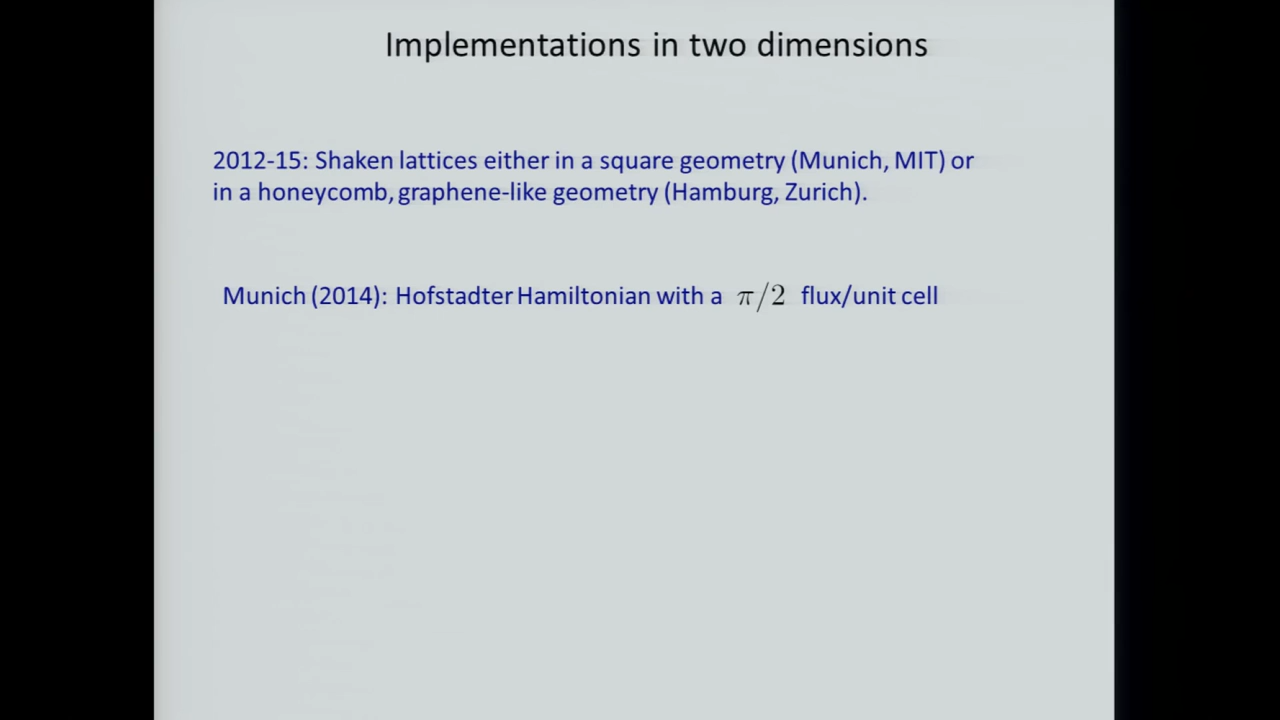 Implementations in two dimensions
2012-15: Shaken lattices either in a square geometry (Munich, MIT) or
in a honeycomb, graphene-like geometry (Hamburg, Zurich).
Munich (2014): Hofstadter Hamiltonian with a π/2 flux/unit cell